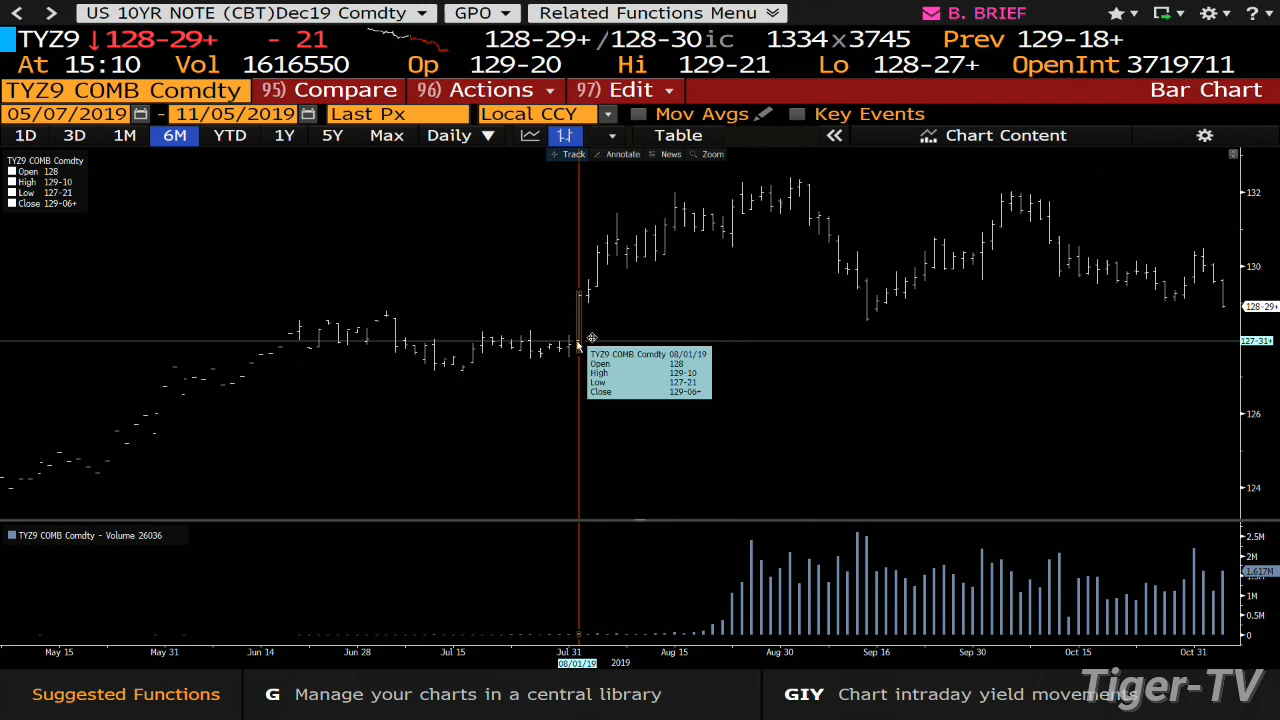 US 10YR NOTE (CBT)Dec19 Comdty GPO Related Functions Menu B. BRIEF ?
TYZ9 ↓128-29+ - 21 128-29+/128-30ic 1334x3745 Prev 129-18+
At 15:10 Vol 1616550 Op 129-20 Hi 129-21 Lo 128-27+ OpenInt 3719711
TYZ9 COMB Comdty 95) Compare 96) Actions 97) Edit Bar Chart
05/07/2019 - 11/05/2019 Last Px Local CCY Mov Avgs Key Events
1D 3D 1M 6M YTD 1Y 5Y Max Daily ▼ Table « Chart Content
Track Annotate News Zoom
TYZ9 COMB Comdty
Open 128
High 129-10
Low 127-21
Close 129-06+
132
130
128-29+
127-31+
TYZ9 COMB Comdty 08/01/19
Open 128
High 129-10
Low 127-21
Close 129-06+
126
124
TYZ9 COMB Comdty - Volume 26036
2.5M
2M
1.617M
1M
0.5M
0
May 15 May 31 Jun 14 Jun 28 Jul 15 Jul 31 Aug 15 Aug 30 Sep 16 Sep 30 Oct 15 Oct 31
08/01/19 2019
Suggested Functions G Manage your charts in a central library GIY Chart intraday yield movements
Tiger-TV